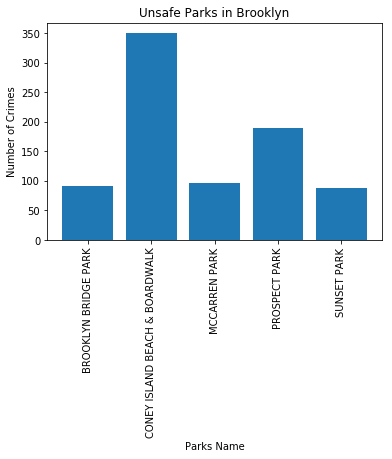 Unsafe Parks in Brooklyn
Number of Crimes
350
300
250
200
150
100
50
0
BROOKLYN BRIDGE PARK
CONEY ISLAND BEACH & BOARDWALK
MCCARREN PARK
PROSPECT PARK
SUNSET PARK
Parks Name